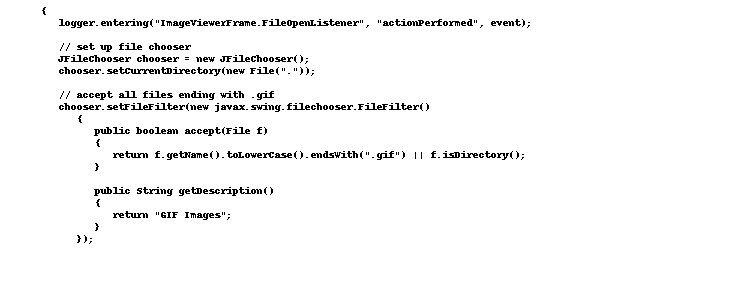 {
logger.entering("ImageViewerFrame.FileOpenListener", "actionPerformed", event);
// set up file chooser
JFileChooser chooser = new JFileChooser();
chooser.setCurrentDirectory(new File("."));
// accept all files ending with .gif
chooser.setFileFilter(new javax.swing.filechooser.FileFilter()
{
public boolean accept(File f)
{
return f.getName().toLowerCase().endsWith(".gif") || f.isDirectory();
}
public String getDescription()
{
return "GIF Images";
}
});